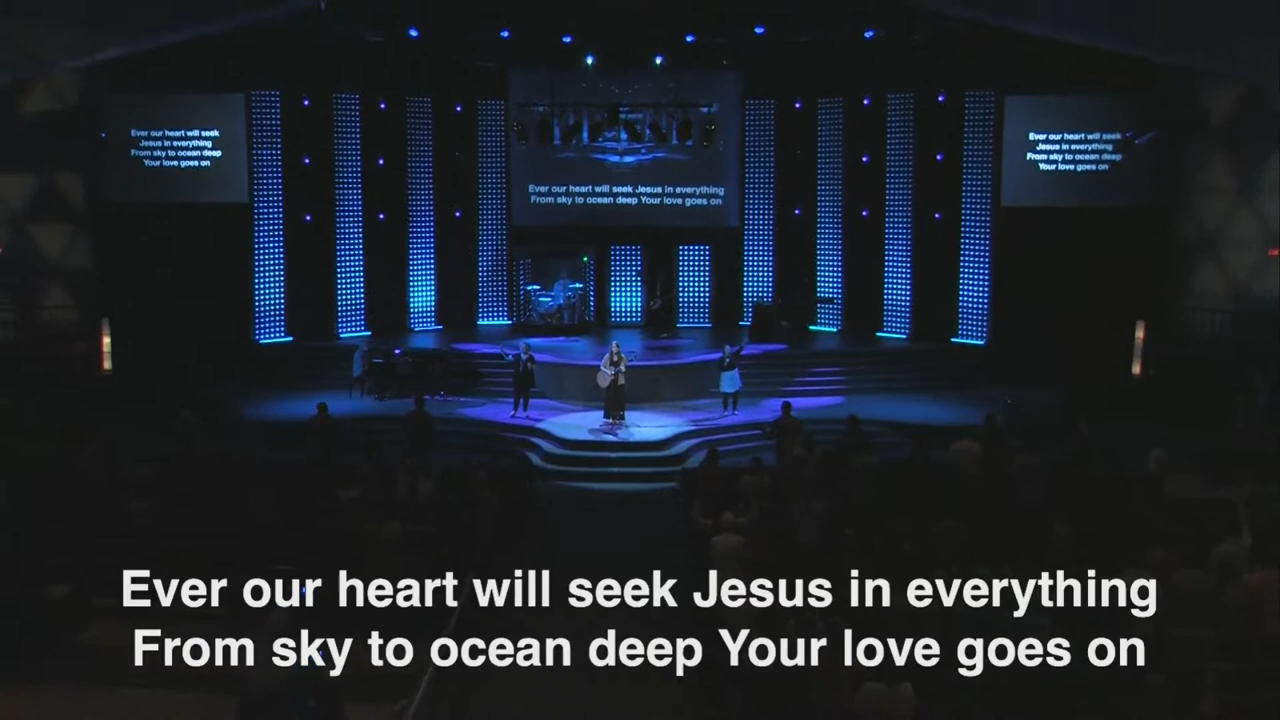 Ever our heart will seek
Jesus in everything
From sky to ocean deep
Your love goes on
Ever our heart will seek Jesus in everything
From sky to ocean deep Your love goes on
Ever our heart will seek
Jesus in everything
From sky to ocean deep
Your love goes on
Ever our heart will seek Jesus in everything
From sky to ocean deep Your love goes on